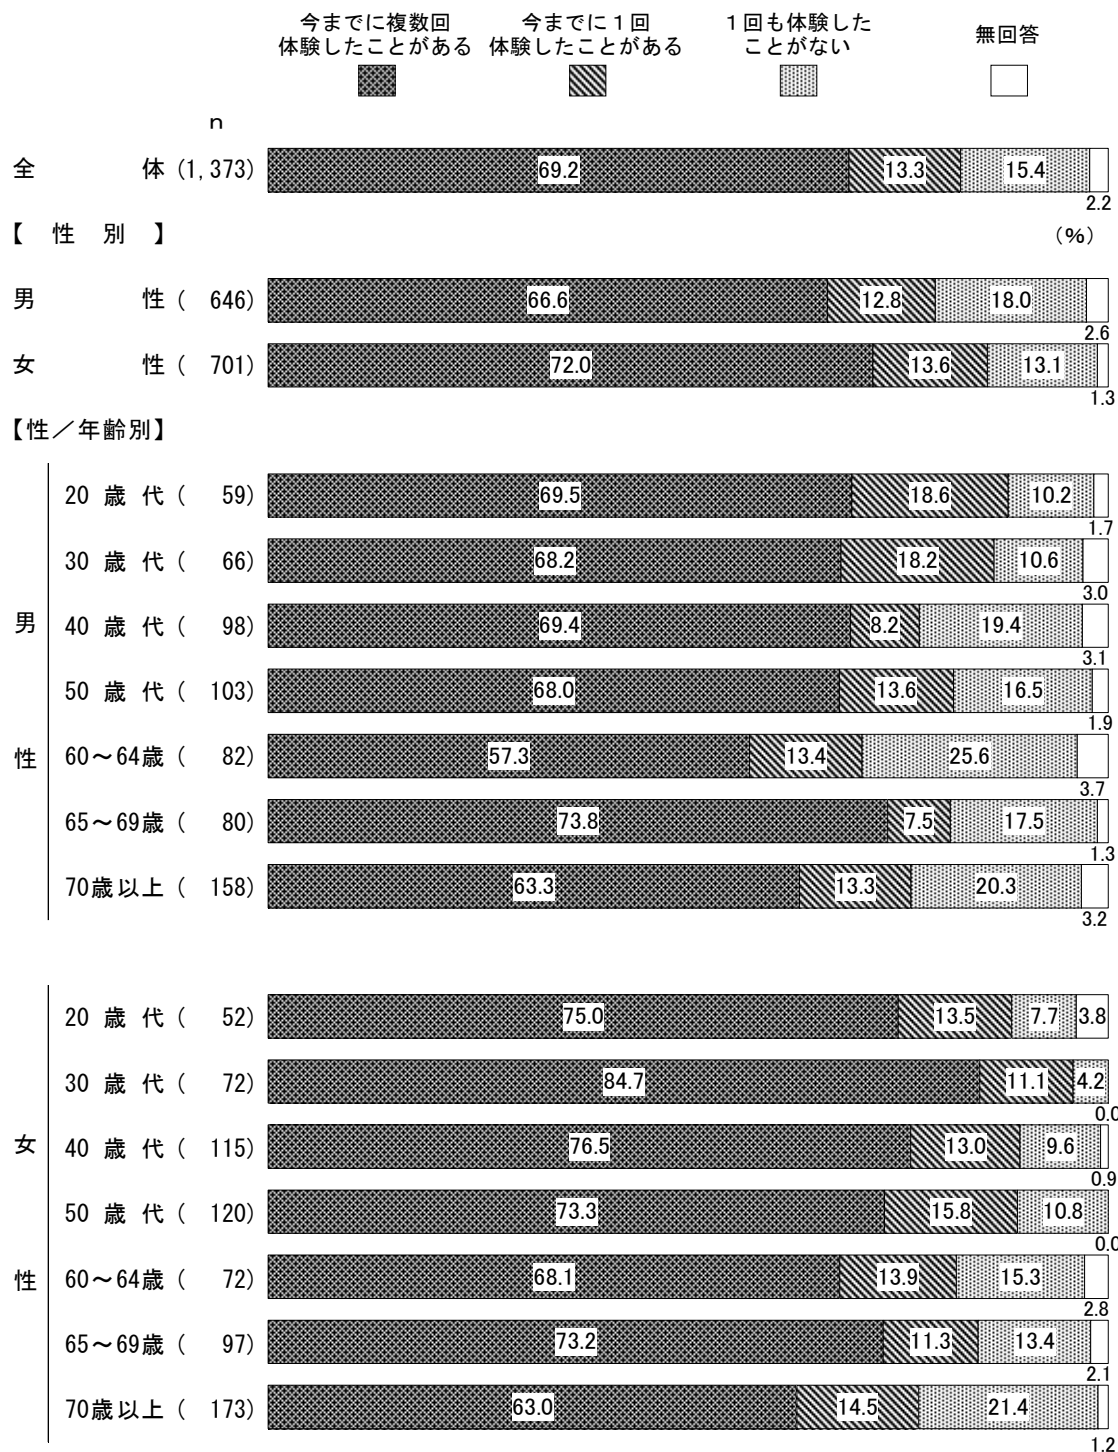 今までに複数回 今までに１回 １回も体験した 無回答
体験したことがある 体験したことがある ことがない
n
全体 (1,373) 69.2 13.3 15.4
2.2
【 性 別 】 (%)
男性 ( 646) 66.6 12.8 18.0
2.6
女性 ( 701) 72.0 13.6 13.1
1.3
【性／年齢別】
20 歳 代 ( 59) 69.5 18.6 10.2
1.7
30 歳 代 ( 66) 68.2 18.2 10.6
3.0
男 40 歳 代 ( 98) 69.4 8.2 19.4
3.1
50 歳 代 ( 103) 68.0 13.6 16.5
1.9
性 60～64歳 ( 82) 57.3 13.4 25.6
3.7
65～69歳 ( 80) 73.8 7.5 17.5
1.3
70歳以上 ( 158) 63.3 13.3 20.3
3.2
20 歳 代 ( 52) 75.0 13.5 7.7 3.8
30 歳 代 ( 72) 84.7 11.1 4.2
0.0
女 40 歳 代 ( 115) 76.5 13.0 9.6
0.9
50 歳 代 ( 120) 73.3 15.8 10.8
0.0
性 60～64歳 ( 72) 68.1 13.9 15.3
2.8
65～69歳 ( 97) 73.2 11.3 13.4
2.1
70歳以上 ( 173) 63.0 14.5 21.4
1.2